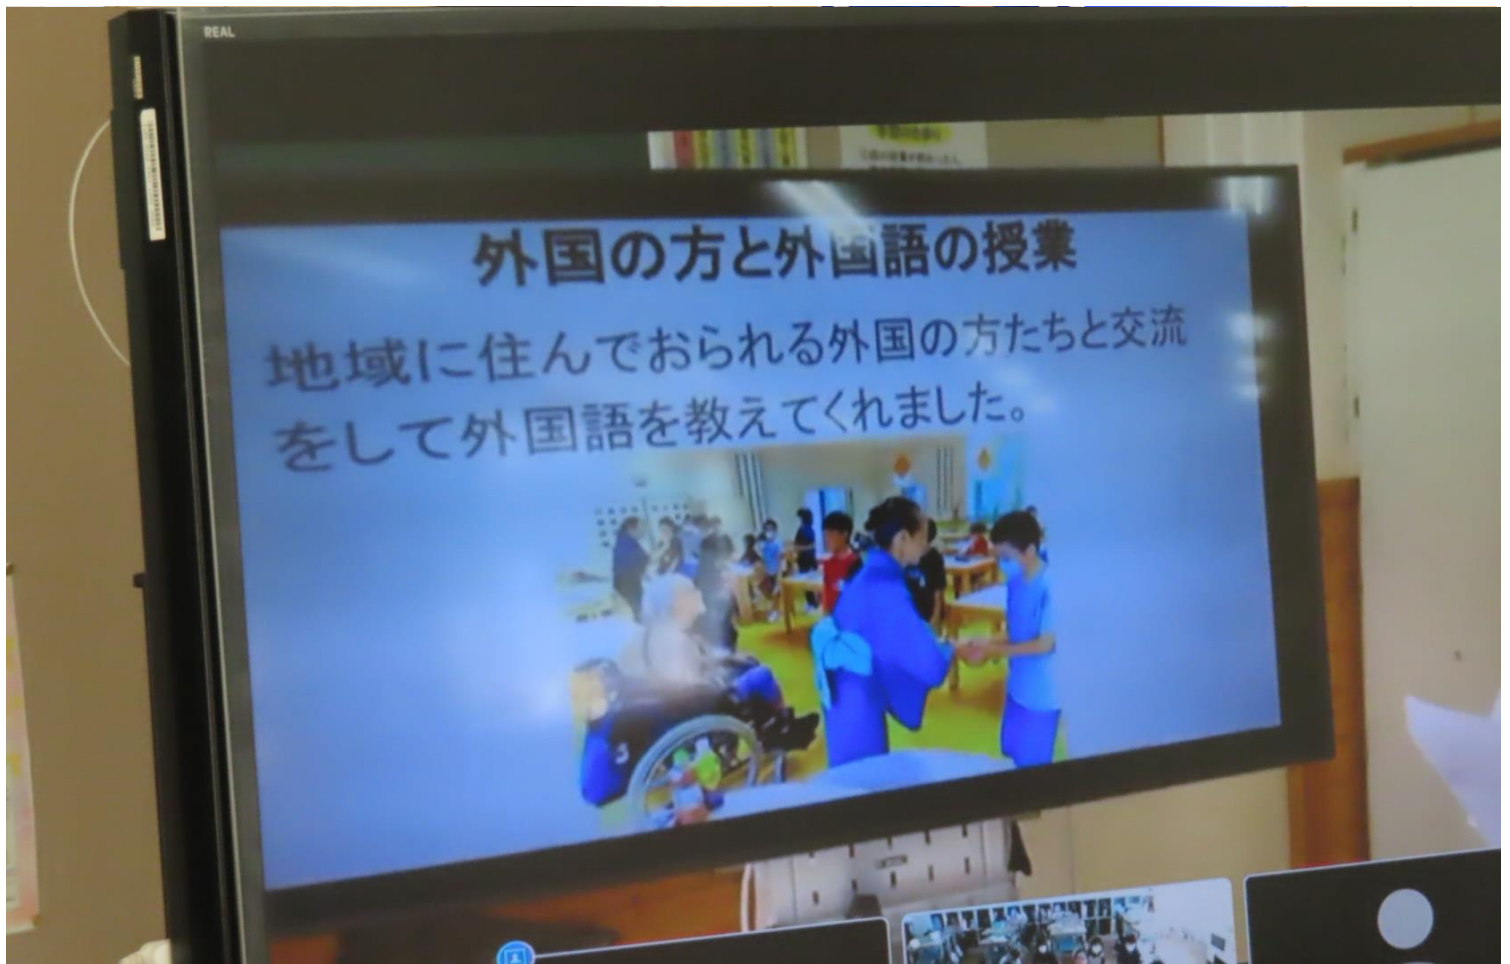 REAL
外国の方と外国語の授業
地域に住んでおられる外国の方たちと交流
をして外国語を教えてくれました。